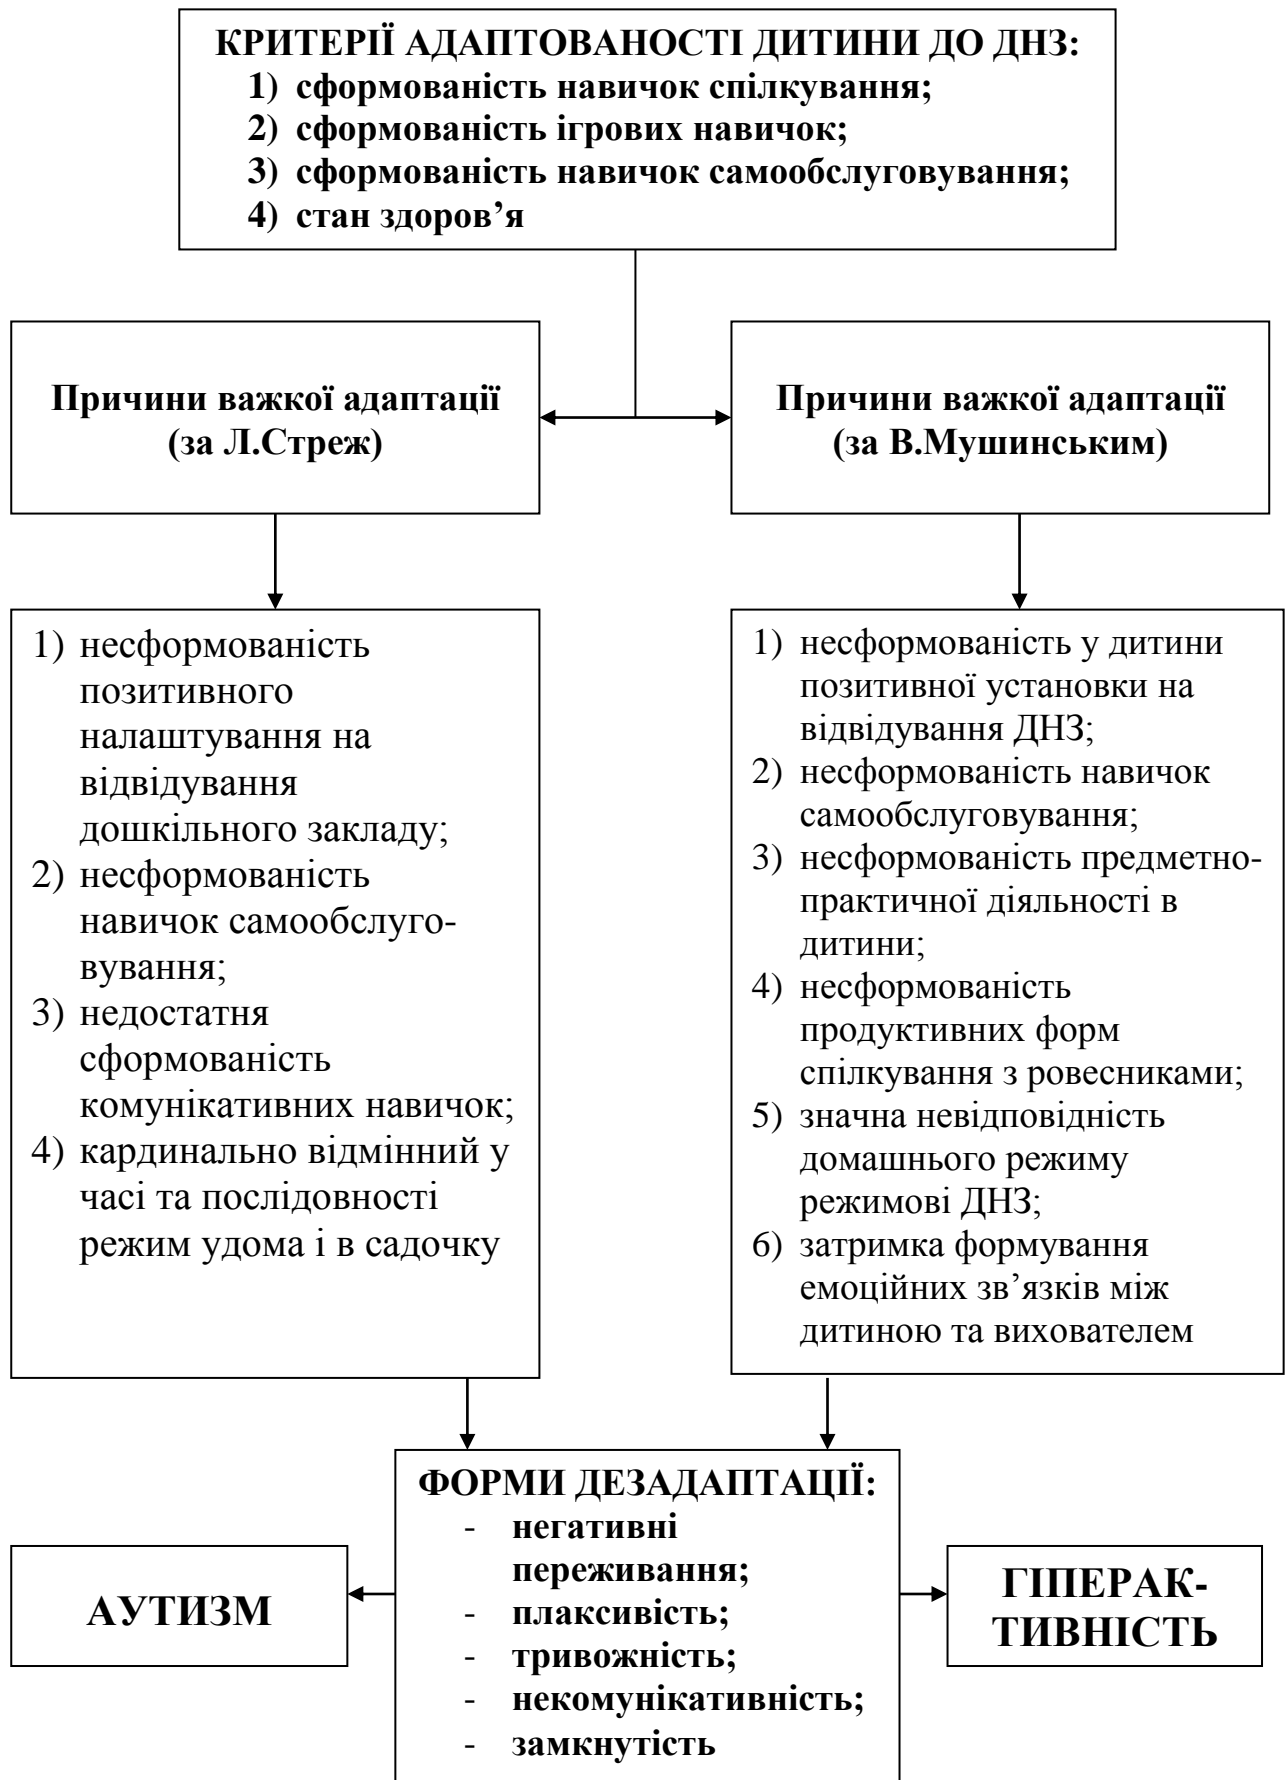 КРИТЕРІЇ АДАПТОВАНОСТІ ДИТИНИ ДО ДНЗ:
1) сформованість навичок спілкування;
2) сформованість ігрових навичок;
3) сформованість навичок самообслуговування;
4) стан здоров’я
Причини важкої адаптації
(за Л.Стреж)
Причини важкої адаптації
(за В.Мушинським)
1) несформованість
позитивного
налаштування на
відвідування
дошкільного закладу;
2) несформованість
навичок самообслуго-
вування;
3) недостатня
сформованість
комунікативних навичок;
4) кардинально відмінний у
часі та послідовності
режим удома і в садочку
1) несформованість у дитини
позитивної установки на
відвідування ДНЗ;
2) несформованість навичок
самообслуговування;
3) несформованість предметно-
практичної діяльності в
дитини;
4) несформованість
продуктивних форм
спілкування з ровесниками;
5) значна невідповідність
домашнього режиму
режимові ДНЗ;
6) затримка формування
емоційних зв’язків між
дитиною та вихователем
ФОРМИ ДЕЗАДАПТАЦІЇ:
- негативні
переживання;
- плаксивість;
- тривожність;
- некомунікативність;
- замкнутість
АУТИЗМ
ГІПЕРАК-
ТИВНІСТЬ